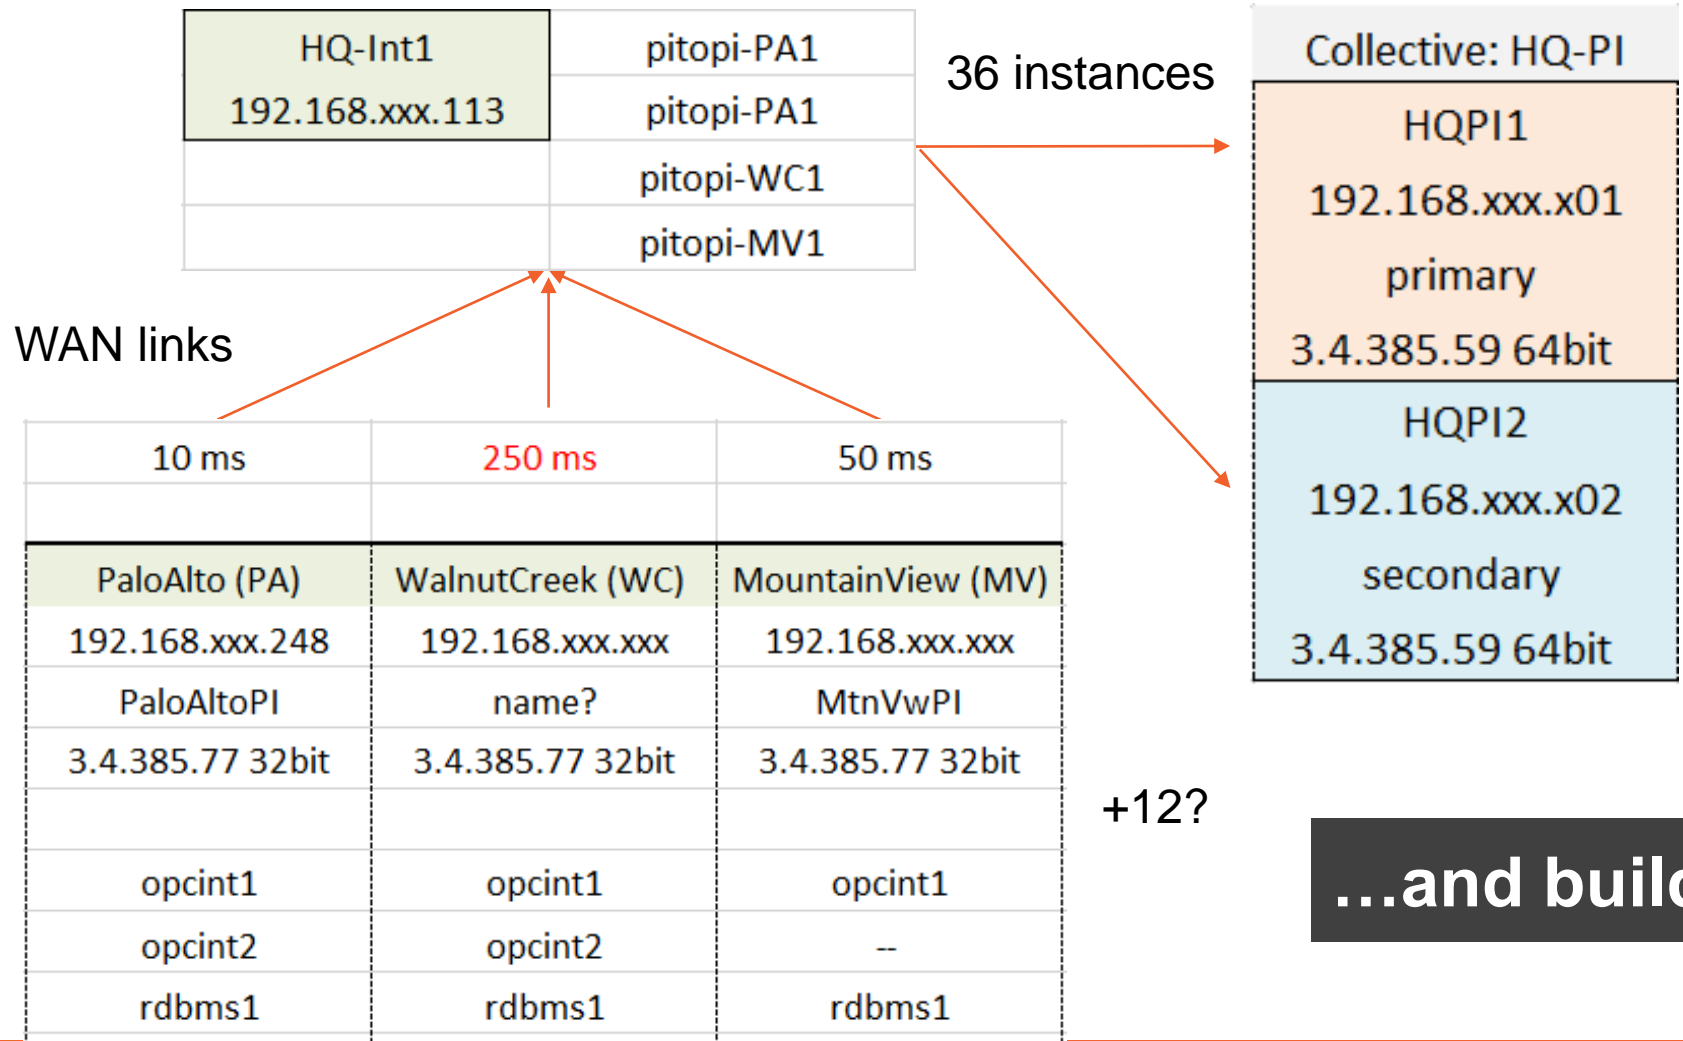 HQ-Int1 pitopi-PA1
192.168.xxx.113 pitopi-PA1
pitopi-WC1
pitopi-MV1
36 instances
Collective: HQ-PI
HQPI1
192.168.xxx.x01
primary
3.4.385.59 64bit
HQPI2
192.168.xxx.x02
secondary
3.4.385.59 64bit
WAN links
10 ms 250 ms 50 ms
PaloAlto (PA) WalnutCreek (WC) MountainView (MV)
192.168.xxx.248 192.168.xxx.xxx 192.168.xxx.xxx
PaloAltoPI name? MtnVwPI
3.4.385.77 32bit 3.4.385.77 32bit 3.4.385.77 32bit
opcint1 opcint1 opcint1
opcint2 opcint2 --
rdbms1 rdbms1 rdbms1
+12?
…and build